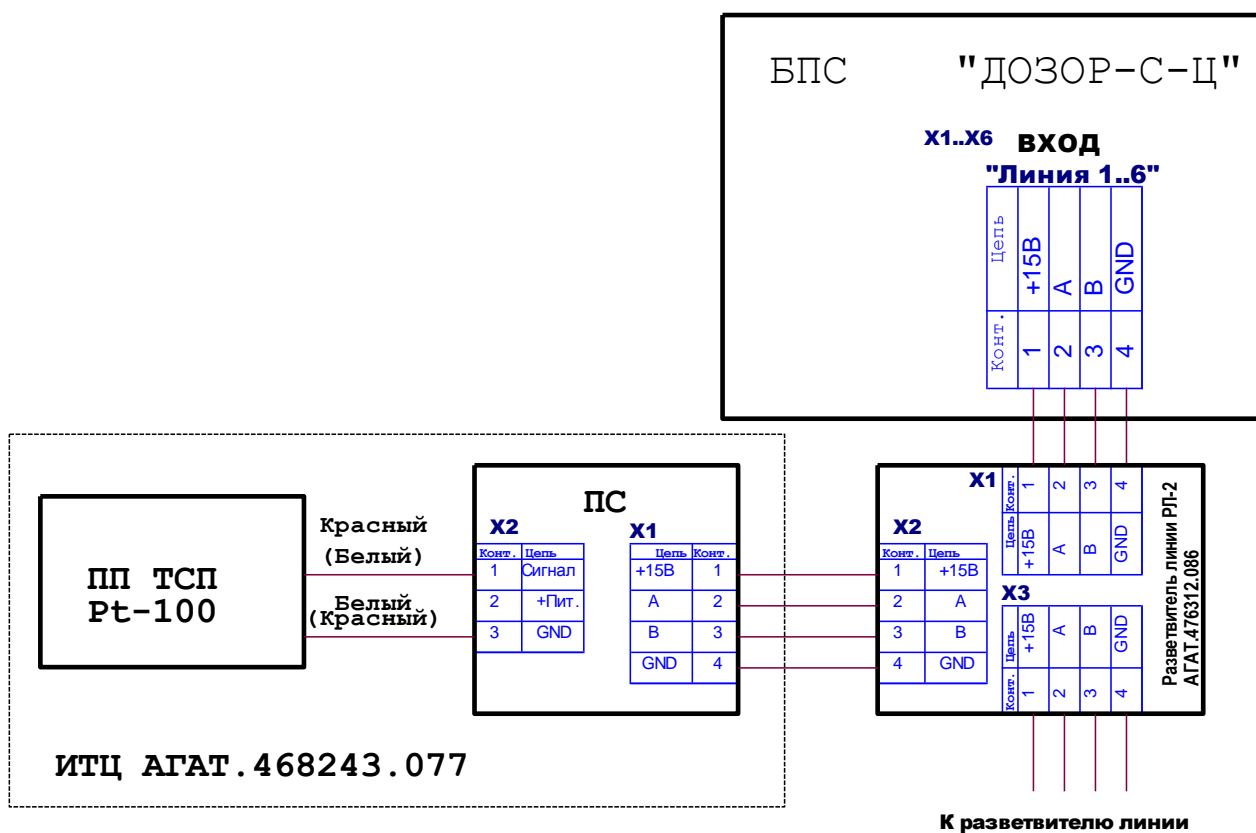 БПС "ДОЗОР-С-Ц"
X1..X6 ВХОД
"Линия 1..6"
Конт. Цепь
1 +15В
2 A
3 B
4 GND
ПП ТСП
Pt-100
Красный
(Белый)
Белый
(Красный)
ПС
X2
Конт. Цепь
1 Сигнал
2 +Пит.
3 GND
X1
Цепь Конт.
+15В 1
A 2
B 3
GND 4
ИТЦ АГАТ.468243.077
X2
Конт. Цепь
1 +15В
2 A
3 B
4 GND
X1
Цепь Конт.
+15В 1
A 2
B 3
GND 4
X3
Конт. Цепь
1 +15В
2 A
3 B
4 GND
Разветвитель линии РЛ-2
АГАТ.476312.086
К разветвителю линии